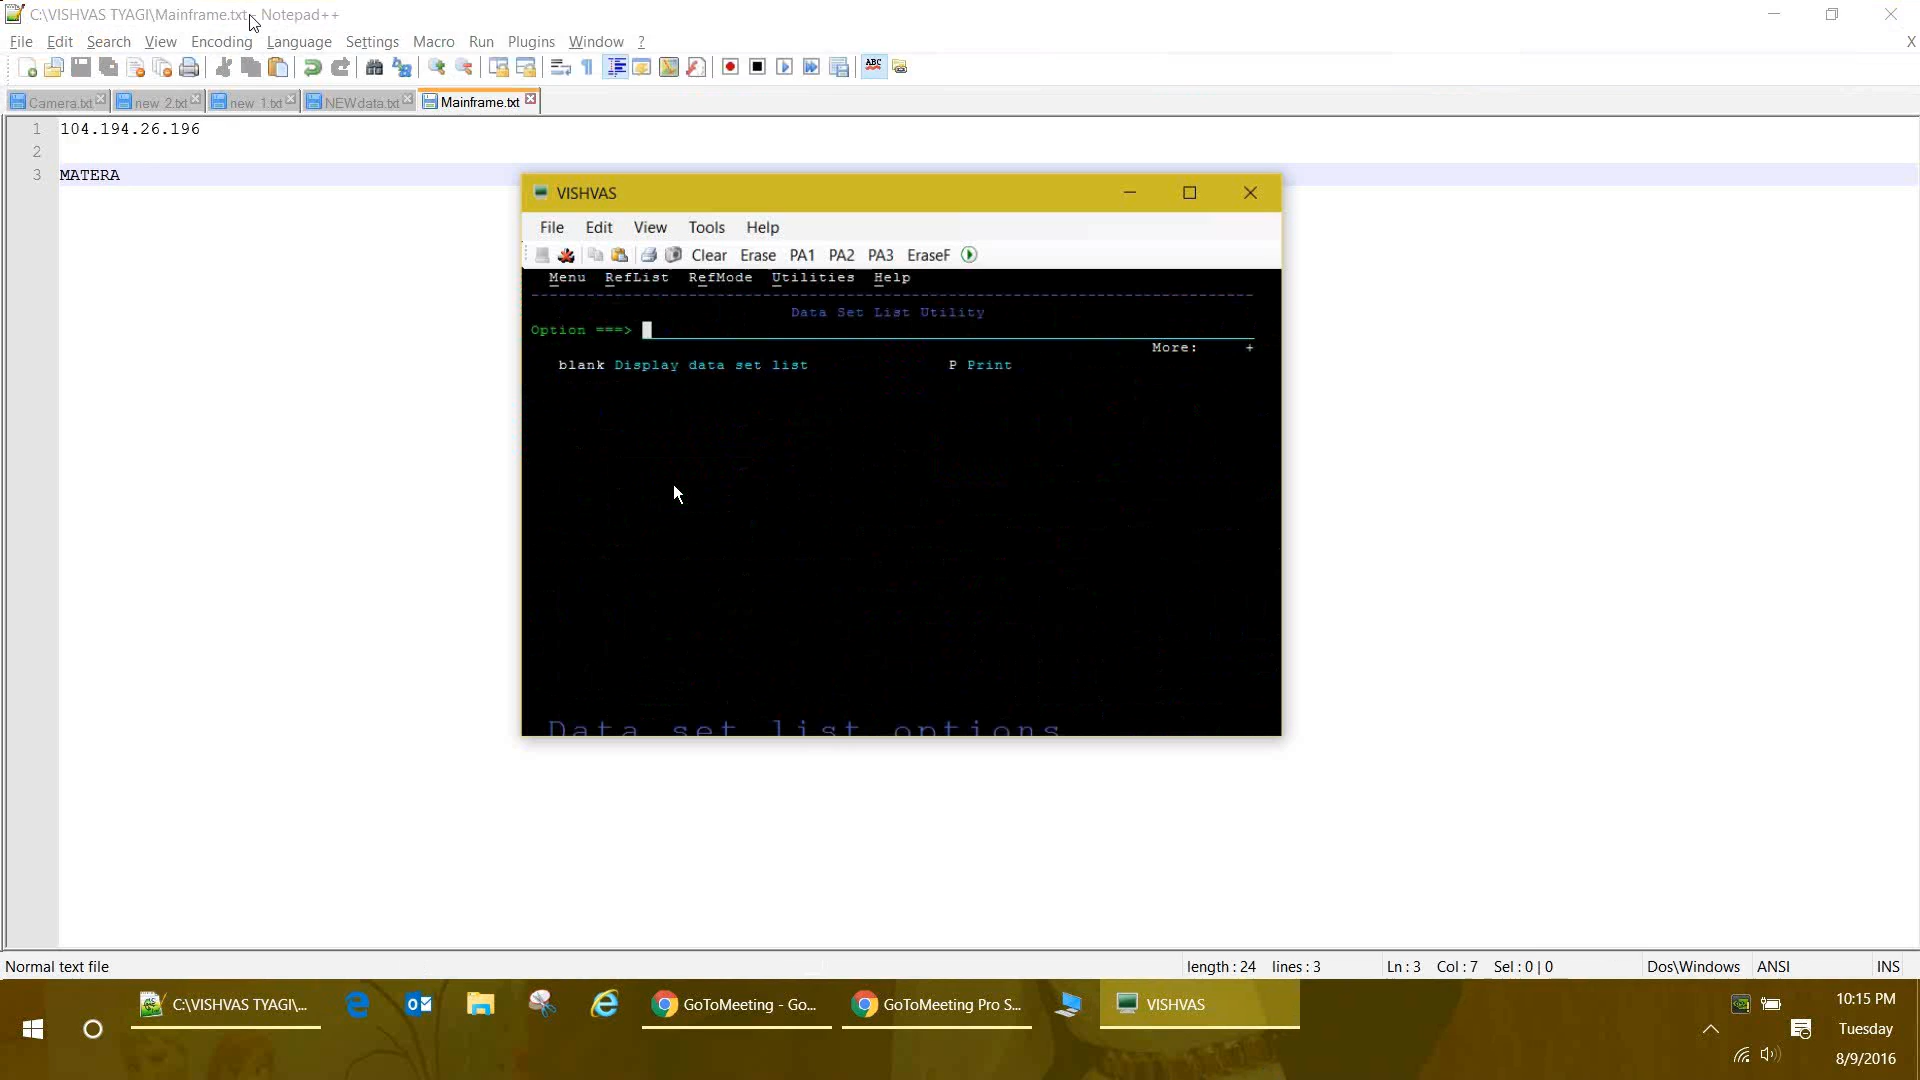 C:\VISHVAS TYAGI\Mainframe.txt - Notepad++
File Edit Search View Encoding Language Settings Macro Run Plugins Window ? X
ABC
Camera.txt new 2.txt new 1.txt NEWdata.txt Mainframe.txt
1 104.194.26.196
2
3 MATERA
VISHVAS
File Edit View Tools Help
Clear Erase PA1 PA2 PA3 EraseF
Menu RefList RefMode Utilities Help
Data Set List Utility
Option ===>
More: +
blank Display data set list P Print
Data set list options
Normal text file length : 24 lines : 3 Ln : 3 Col : 7 Sel : 0 | 0 Dos\Windows ANSI INS
C:\VISHVAS TYAGI\... GoToMeeting - Go... GoToMeeting Pro S... VISHVAS
10:15 PM
Tuesday
8/9/2016